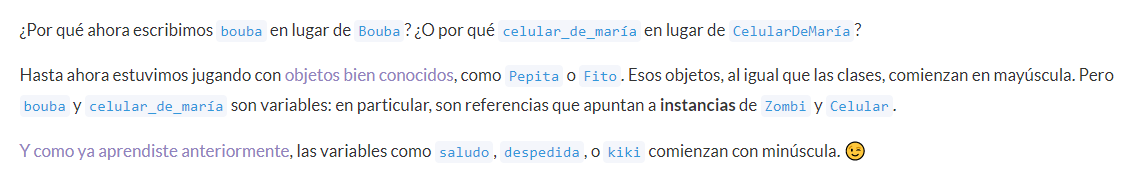 ¿Por qué ahora escribimos bouba en lugar de Bouba? ¿O por qué celular_de_maría en lugar de CelularDeMaría?
Hasta ahora estuvimos jugando con objetos bien conocidos, como Pepita o Fito. Esos objetos, al igual que las clases, comienzan en mayúscula. Pero
bouba y celular_de_maría son variables: en particular, son referencias que apuntan a instancias de Zombi y Celular.
Y como ya aprendiste anteriormente, las variables como saludo, despedida, o kiki comienzan con minúscula. 😉